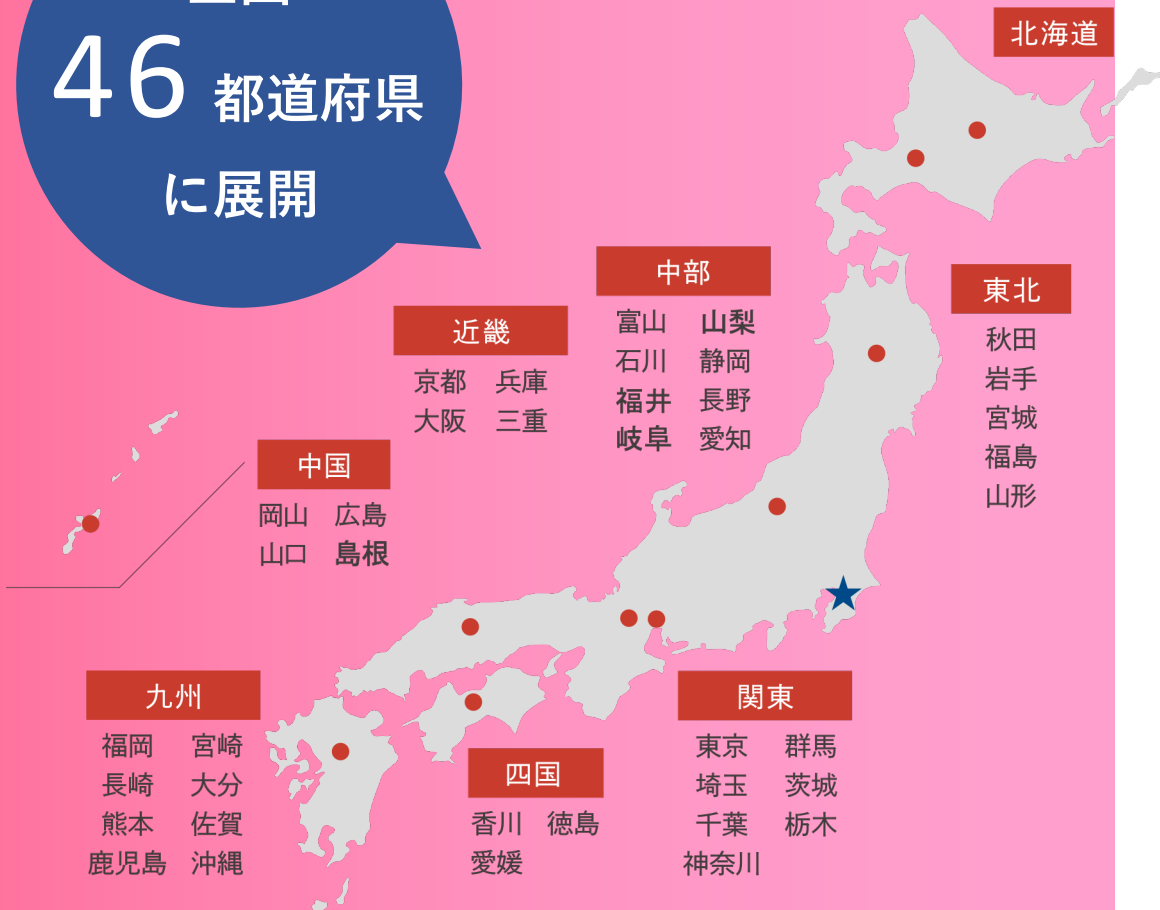 46 都道府県
に展開
北海道
中部
富山 山梨
石川 静岡
福井 長野
岐阜 愛知
東北
秋田
岩手
宮城
福島
山形
近畿
京都 兵庫
大阪 三重
中国
岡山 広島
山口 島根
九州
福岡 宮崎
長崎 大分
熊本 佐賀
鹿児島 沖縄
四国
香川 徳島
愛媛
関東
東京 群馬
埼玉 茨城
千葉 栃木
神奈川